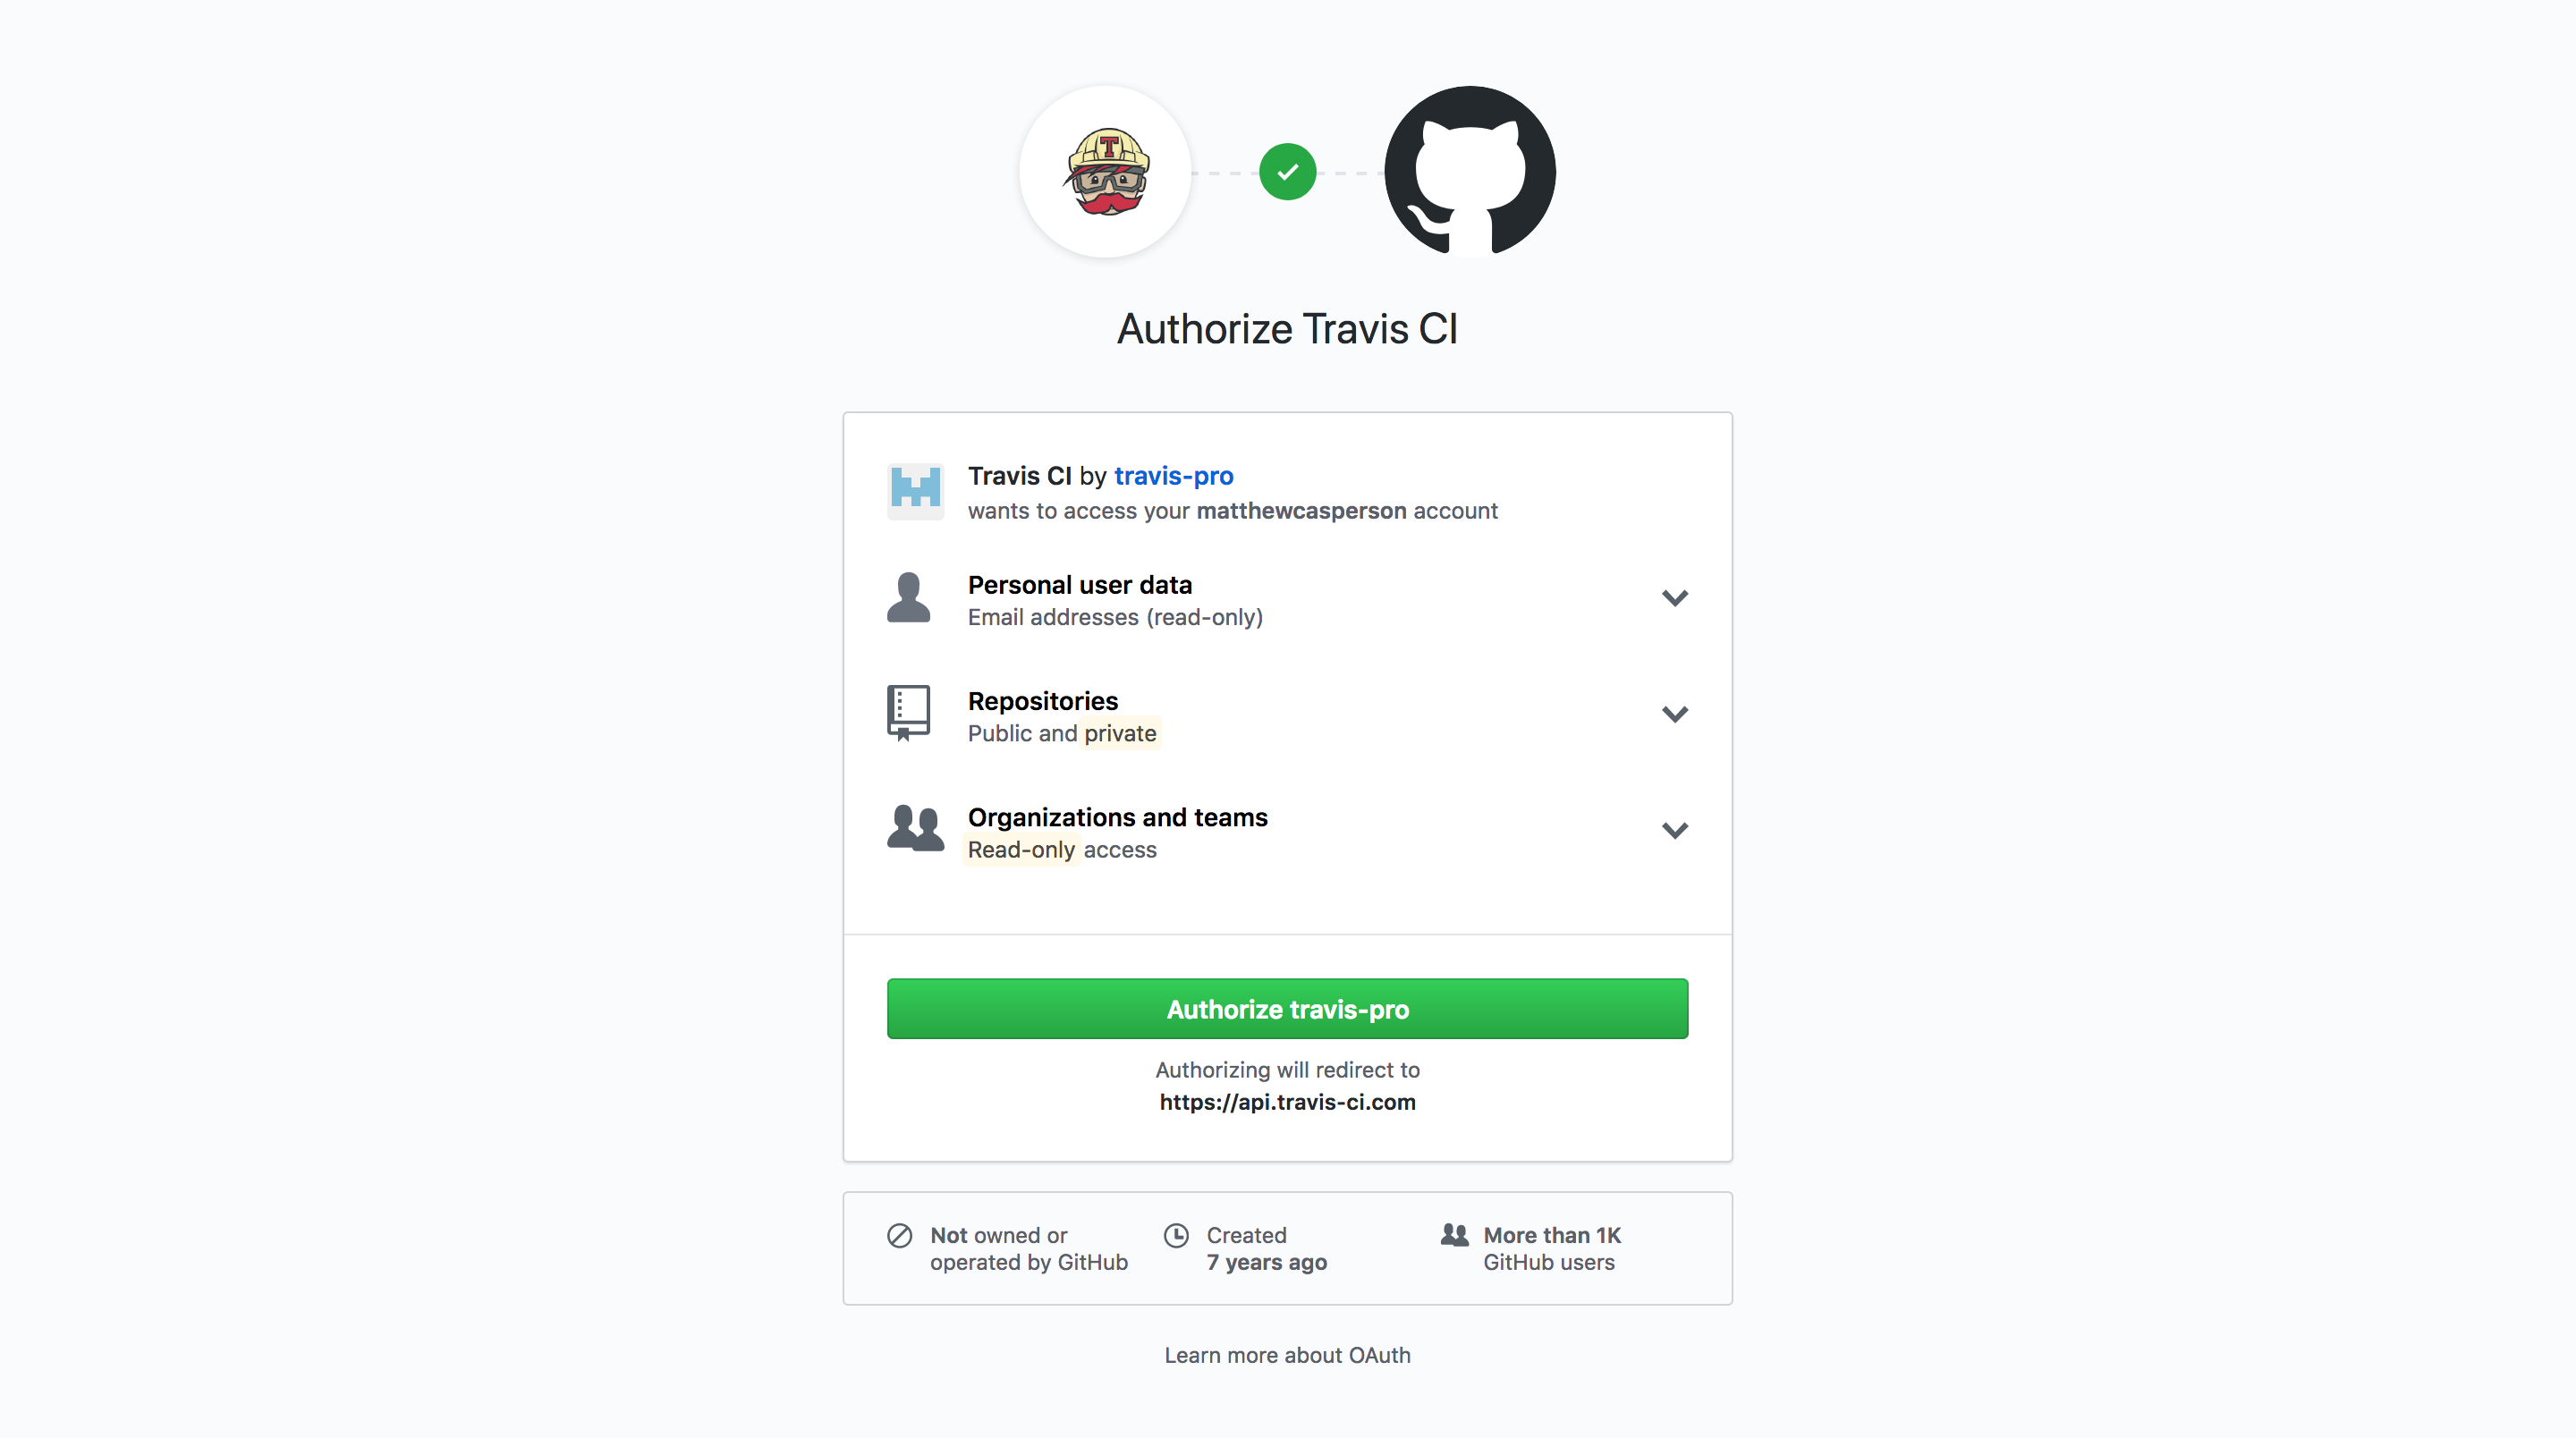 T
Authorize Travis CI
Travis CI by travis-pro
wants to access your matthewcasperson account
Personal user data
Email addresses (read-only)
Repositories
Public and private
Organizations and teams
Read-only access
Authorize travis-pro
Authorizing will redirect to
https://api.travis-ci.com
Not owned or
operated by GitHub
Created
7 years ago
More than 1K
GitHub users
Learn more about OAuth